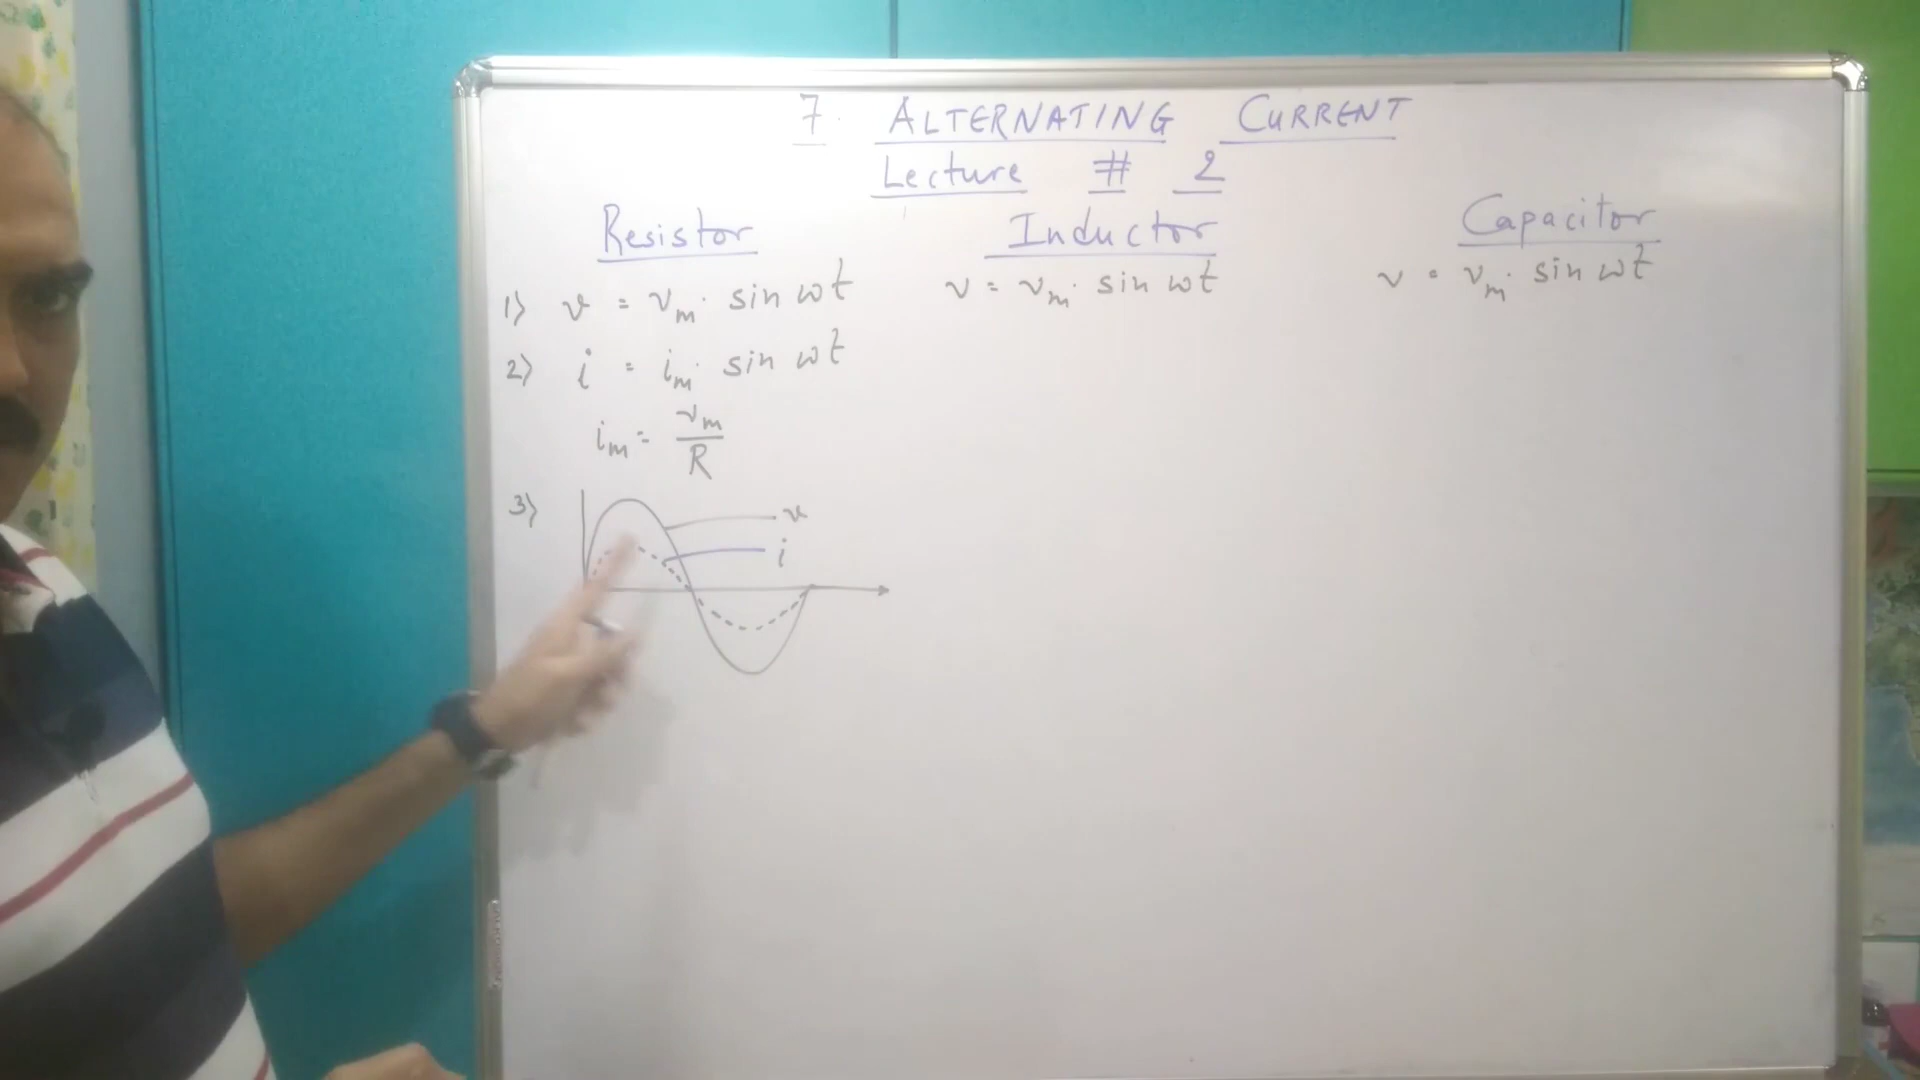 7. ALTERNATING CURRENT
Lecture # 2
Resistor Inductor Capacitor
1) v = vm. sin ωt v = vm. sin ωt v = vm. sin ωt
2) i = im. sin ωt
im = vm/R
3) v
i